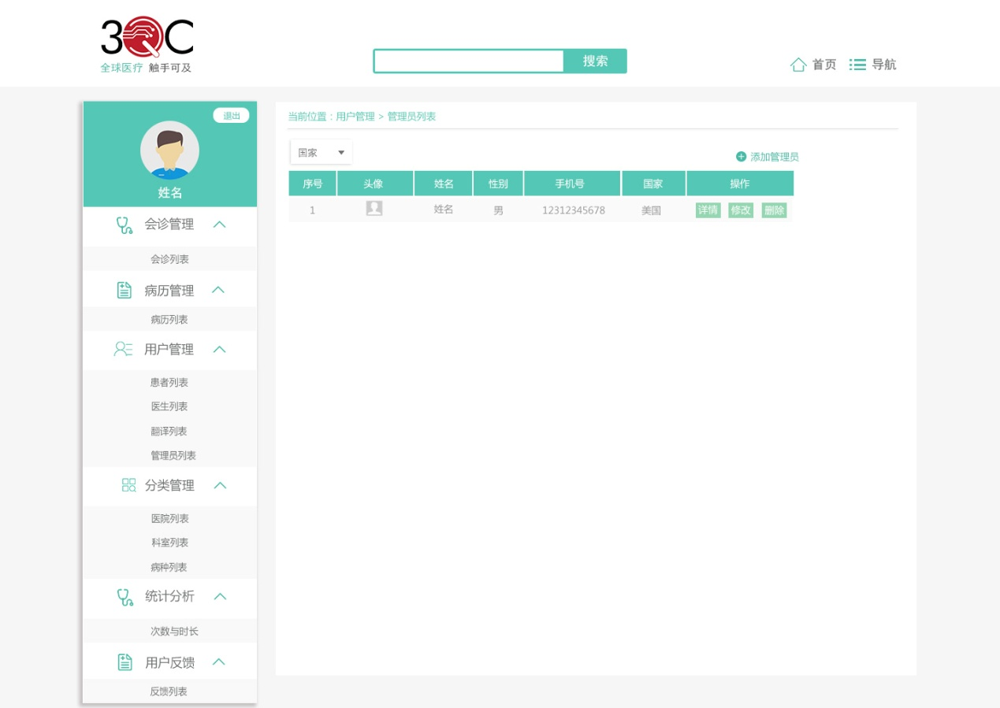 3QC
全球医疗 触手可及
搜索
首页 导航
退出
姓名
会诊管理
会诊列表
病历管理
病历列表
用户管理
患者列表
医生列表
翻译列表
管理员列表
分类管理
医院列表
科室列表
病种列表
统计分析
次数与时长
用户反馈
反馈列表
当前位置：用户管理 > 管理员列表
国家
添加管理员
序号 头像 姓名 性别 手机号 国家 操作
1 姓名 男 12312345678 美国 详情 修改 删除